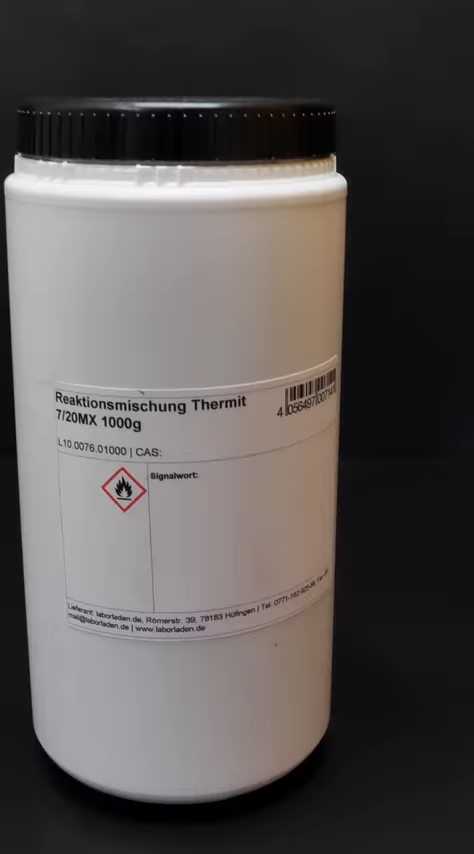 Reaktionsmischung Thermit
7/20MX 1000g
L10.0076.01000 | CAS:
Signalwort:
Lieferant: laborladen.de, Römerstr. 39, 79183 Hüfingen | Tel.
mail@laborladen.de | www.laborladen.de